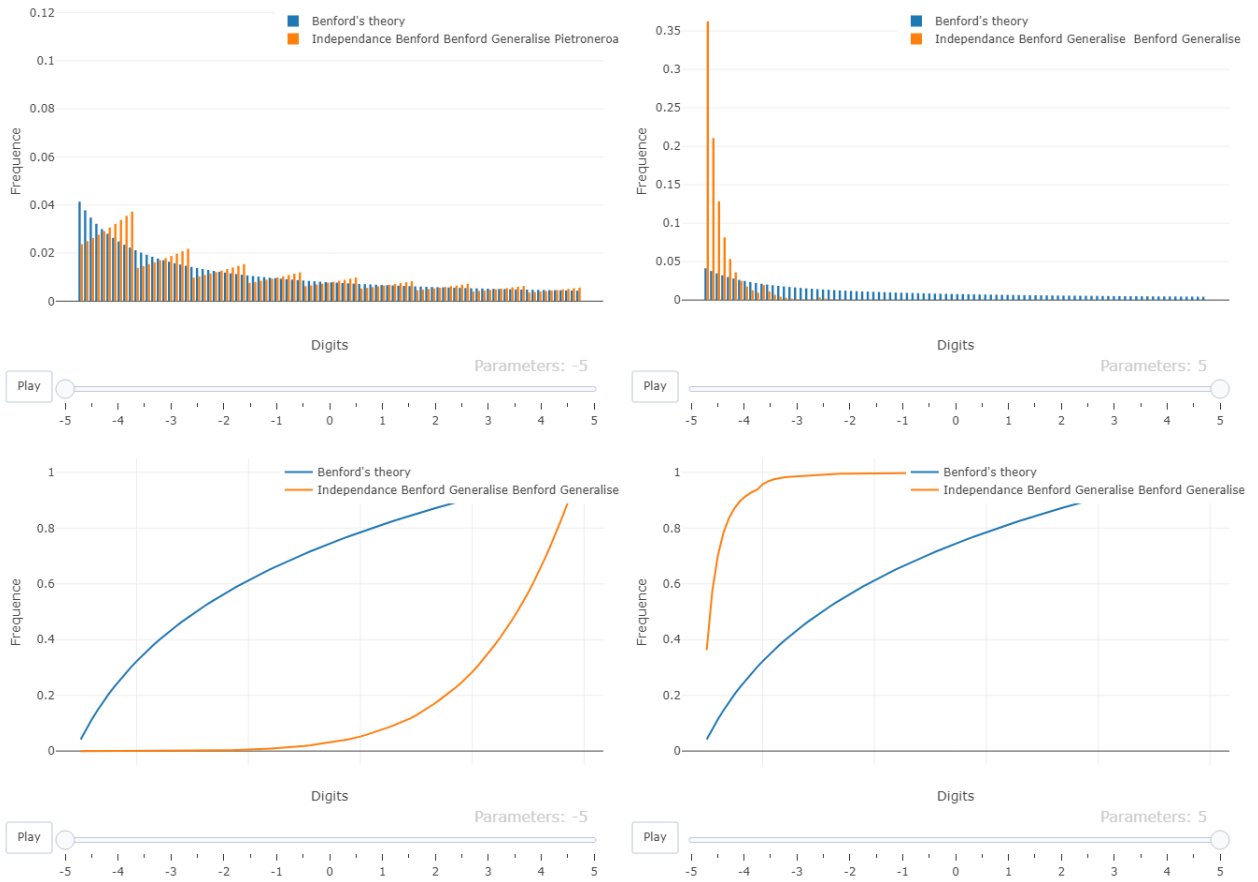 0.12
0.1
0.08
0.06
0.04
0.02
0
Frequence
Benford's theory
Independance Benford Benford Generalise Pietroneroa
Digits
Parameters: -5
Play
-5 -4 -3 -2 -1 0 1 2 3 4 5
0.35
0.3
0.25
0.2
0.15
0.1
0.05
0
Frequence
Benford's theory
Independance Benford Generalise Benford Generalise
Digits
Parameters: 5
Play
-5 -4 -3 -2 -1 0 1 2 3 4 5
1
0.8
0.6
0.4
0.2
0
Frequence
Benford's theory
Independance Benford Generalise Benford Generalise
Digits
Parameters: -5
Play
-5 -4 -3 -2 -1 0 1 2 3 4 5
1
0.8
0.6
0.4
0.2
0
Frequence
Benford's theory
Independance Benford Generalise Benford Generalise
Digits
Parameters: 5
Play
-5 -4 -3 -2 -1 0 1 2 3 4 5